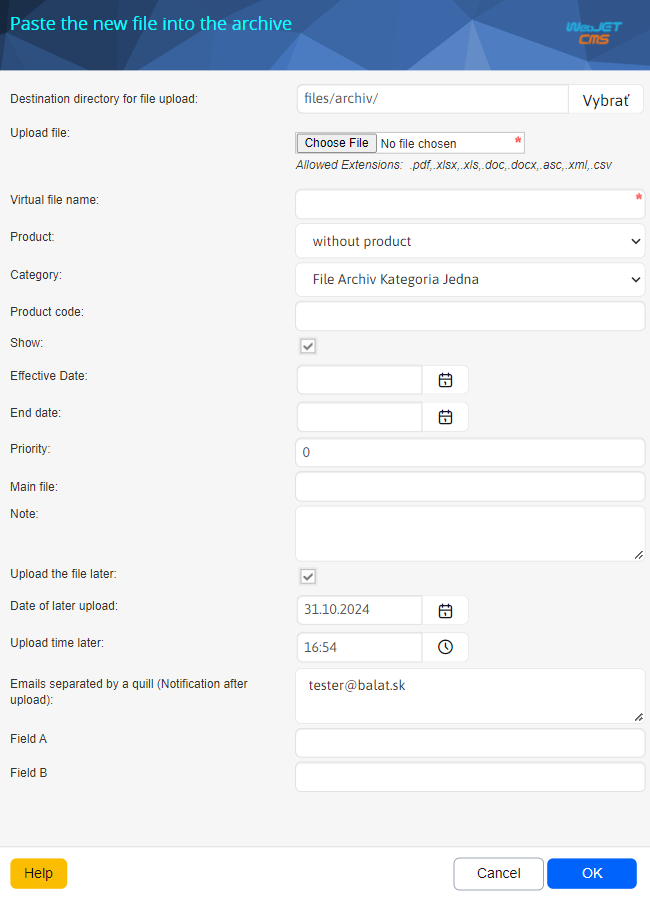 Paste the new file into the archive
WebJET
CMS
Destination directory for file upload:
files/archiv/
Vybrať
Upload file:
Choose File No file chosen *
Allowed Extensions: .pdf,.xlsx,.xls,.doc,.docx,.asc,.xml,.csv
Virtual file name:
*
Product:
without product
Category:
File Archiv Kategoria Jedna
Product code:
Show:
Effective Date:
End date:
Priority:
0
Main file:
Note:
Upload the file later:
Date of later upload:
31.10.2024
Upload time later:
16:54
Emails separated by a quill (Notification after
upload):
tester@balat.sk
Field A
Field B
Help
Cancel
OK